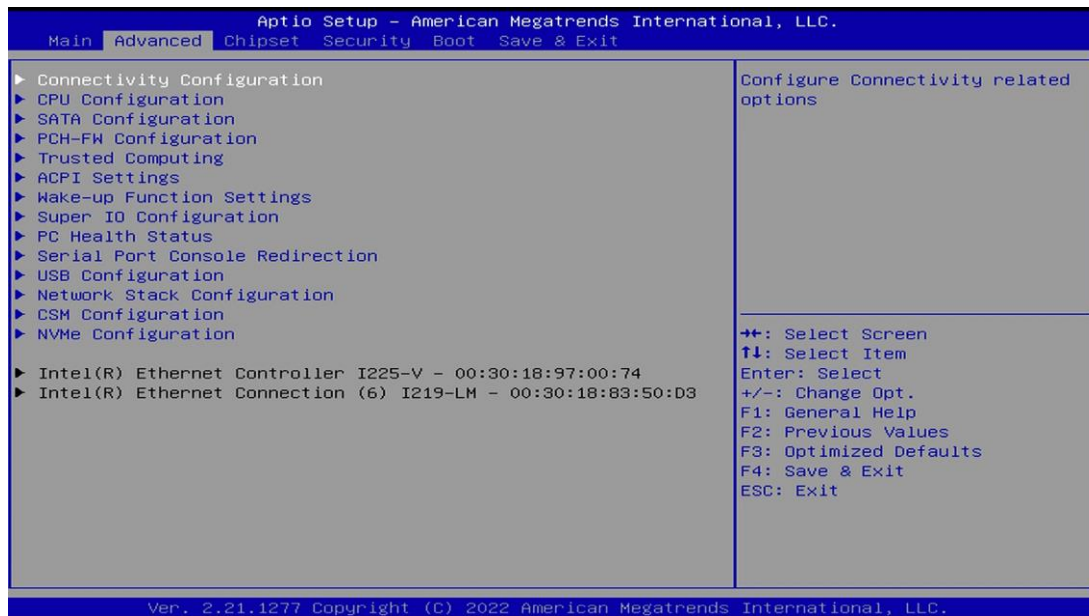 Aptio Setup – American Megatrends International, LLC.
Main Advanced Chipset Security Boot Save & Exit
▶ Connectivity Configuration
▶ CPU Configuration
▶ SATA Configuration
▶ PCH-FW Configuration
▶ Trusted Computing
▶ ACPI Settings
▶ Wake-up Function Settings
▶ Super IO Configuration
▶ PC Health Status
▶ Serial Port Console Redirection
▶ USB Configuration
▶ Network Stack Configuration
▶ CSM Configuration
▶ NVMe Configuration
▶ Intel(R) Ethernet Controller I225-V – 00:30:18:97:00:74
▶ Intel(R) Ethernet Connection (6) I219-LM – 00:30:18:83:50:D3
Configure Connectivity related
options
→←: Select Screen
↑↓: Select Item
Enter: Select
+/-: Change Opt.
F1: General Help
F2: Previous Values
F3: Optimized Defaults
F4: Save & Exit
ESC: Exit
Ver. 2.21.1277 Copyright (C) 2022 American Megatrends International, LLC.